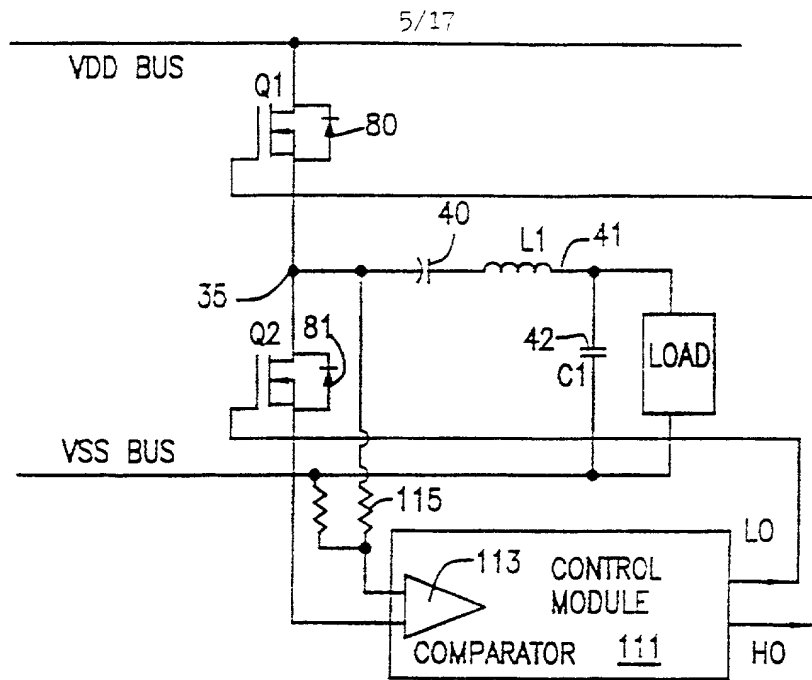 5/17
VDD BUS
Q1
80
40
L1
41
35
Q2
81
42
C1
LOAD
VSS BUS
115
LO
113
CONTROL
MODULE
COMPARATOR 111
HO